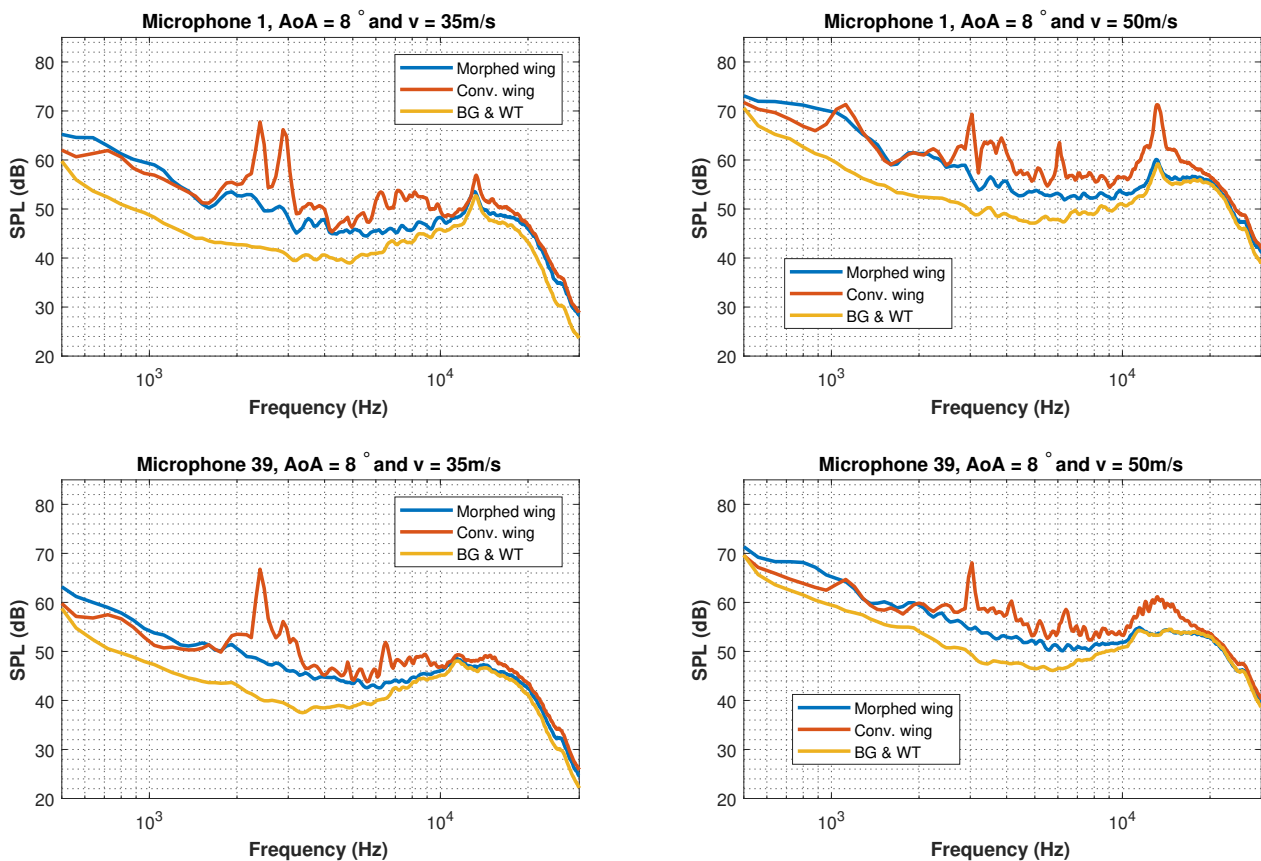 Microphone 1, AoA = 8 ° and v = 35m/s
SPL (dB)
80
70
60
50
40
30
20
Morphed wing
Conv. wing
BG & WT
10³ 10⁴
Frequency (Hz)
Microphone 1, AoA = 8 ° and v = 50m/s
SPL (dB)
80
70
60
50
40
30
20
Morphed wing
Conv. wing
BG & WT
10³ 10⁴
Frequency (Hz)
Microphone 39, AoA = 8 ° and v = 35m/s
SPL (dB)
80
70
60
50
40
30
20
Morphed wing
Conv. wing
BG & WT
10³ 10⁴
Frequency (Hz)
Microphone 39, AoA = 8 ° and v = 50m/s
SPL (dB)
80
70
60
50
40
30
20
Morphed wing
Conv. wing
BG & WT
10³ 10⁴
Frequency (Hz)